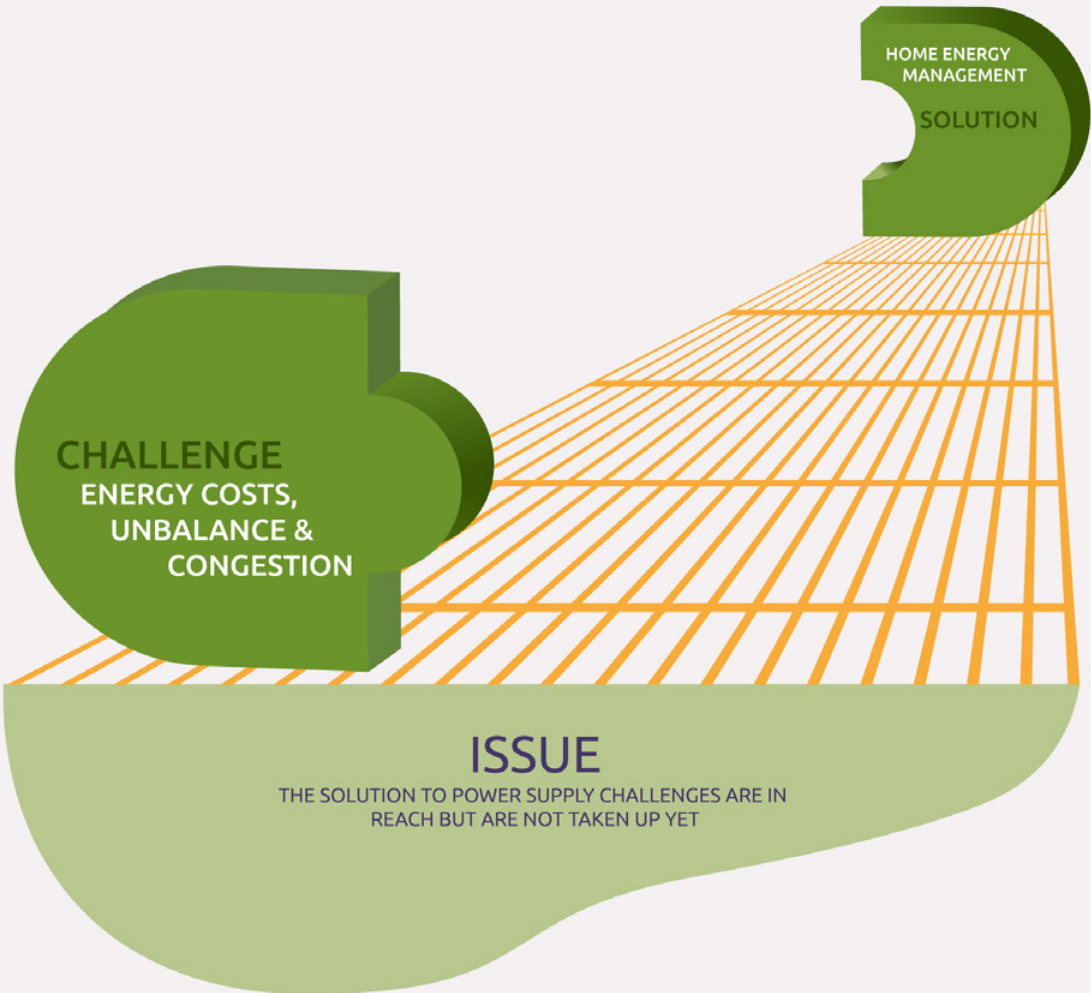 HOME ENERGY
MANAGEMENT
SOLUTION
CHALLENGE
ENERGY COSTS,
UNBALANCE &
CONGESTION
ISSUE
THE SOLUTION TO POWER SUPPLY CHALLENGES ARE IN
REACH BUT ARE NOT TAKEN UP YET